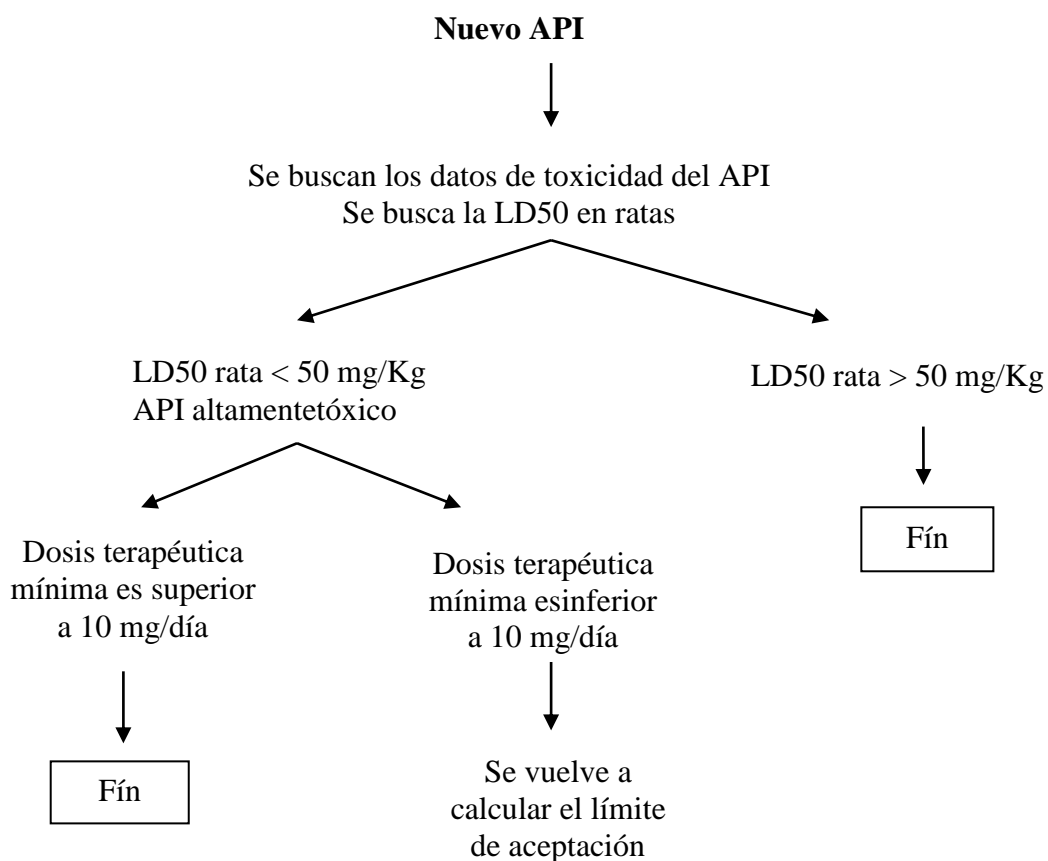 Nuevo API
Se buscan los datos de toxicidad del API
Se busca la LD50 en ratas
LD50 rata < 50 mg/Kg
API altamentetóxico
LD50 rata > 50 mg/Kg
Fín
Dosis terapéutica
mínima es superior
a 10 mg/día
Dosis terapéutica
mínima esinferior
a 10 mg/día
Fín
Se vuelve a
calcular el límite
de aceptación